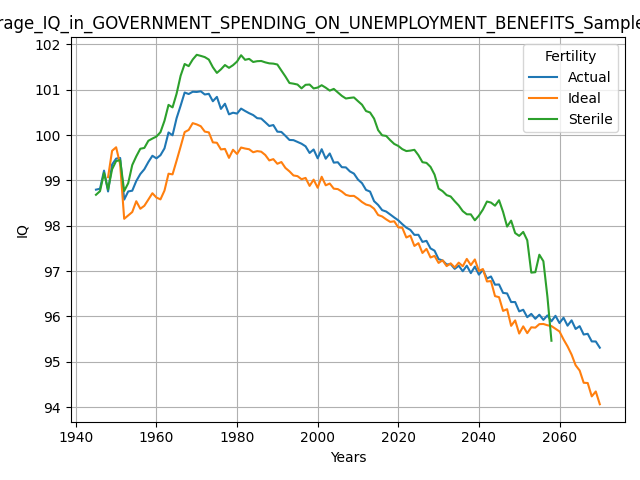 rage_IQ_in_GOVERNMENT_SPENDING_ON_UNEMPLOYMENT_BENEFITS_Sample
102
101
100
99
98
97
96
95
94
IQ
Fertility
Actual
Ideal
Sterile
1940 1960 1980 2000 2020 2040 2060
Years